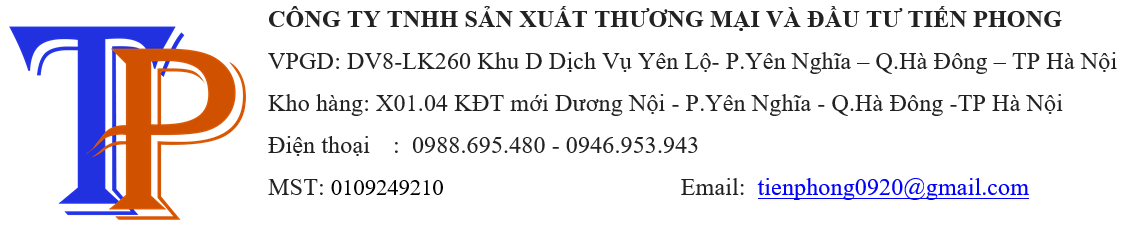 TP
CÔNG TY TNHH SẢN XUẤT THƯƠNG MẠI VÀ ĐẦU TƯ TIẾN PHONG
VPGD: DV8-LK260 Khu D Dịch Vụ Yên Lộ- P.Yên Nghĩa – Q.Hà Đông – TP Hà Nội
Kho hàng: X01.04 KĐT mới Dương Nội - P.Yên Nghĩa - Q.Hà Đông -TP Hà Nội
Điện thoại : 0988.695.480 - 0946.953.943
MST: 0109249210 Email: tienphong0920@gmail.com